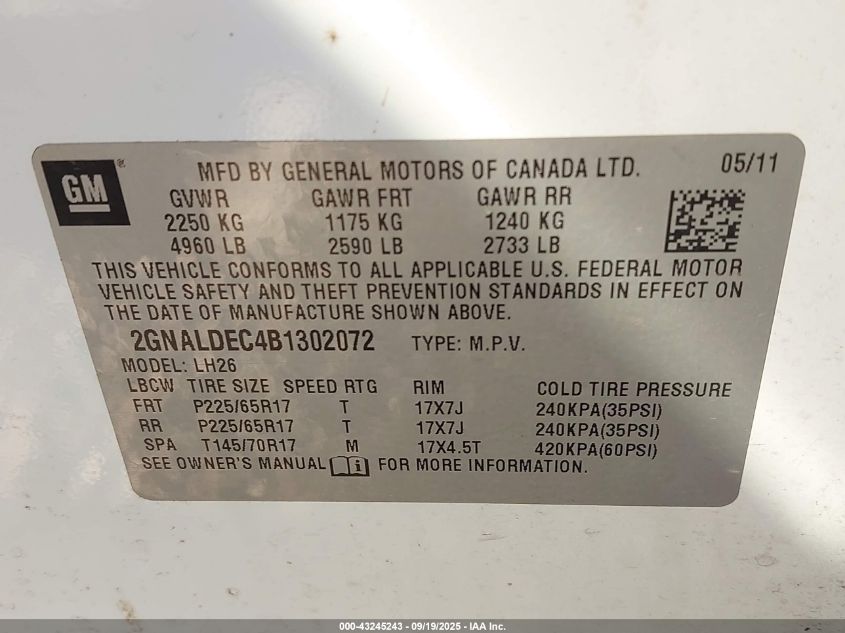 GM®
MFD BY GENERAL MOTORS OF CANADA LTD. 05/11
GVWR GAWR FRT GAWR RR
2250 KG 1175 KG 1240 KG
4960 LB 2590 LB 2733 LB
THIS VEHICLE CONFORMS TO ALL APPLICABLE U.S. FEDERAL MOTOR
VEHICLE SAFETY AND THEFT PREVENTION STANDARDS IN EFFECT ON
THE DATE OF MANUFACTURE SHOWN ABOVE.
2GNALDEC4B1302072 TYPE: M.P.V.
MODEL: LH26
LBCW TIRE SIZE SPEED RTG RIM COLD TIRE PRESSURE
FRT P225/65R17 T 17X7J 240KPA(35PSI)
RR P225/65R17 T 17X7J 240KPA(35PSI)
SPA T145/70R17 M 17X4.5T 420KPA(60PSI)
SEE OWNER'S MANUAL i FOR MORE INFORMATION.
000-43245243 - 09/19/2025 - IAA Inc.